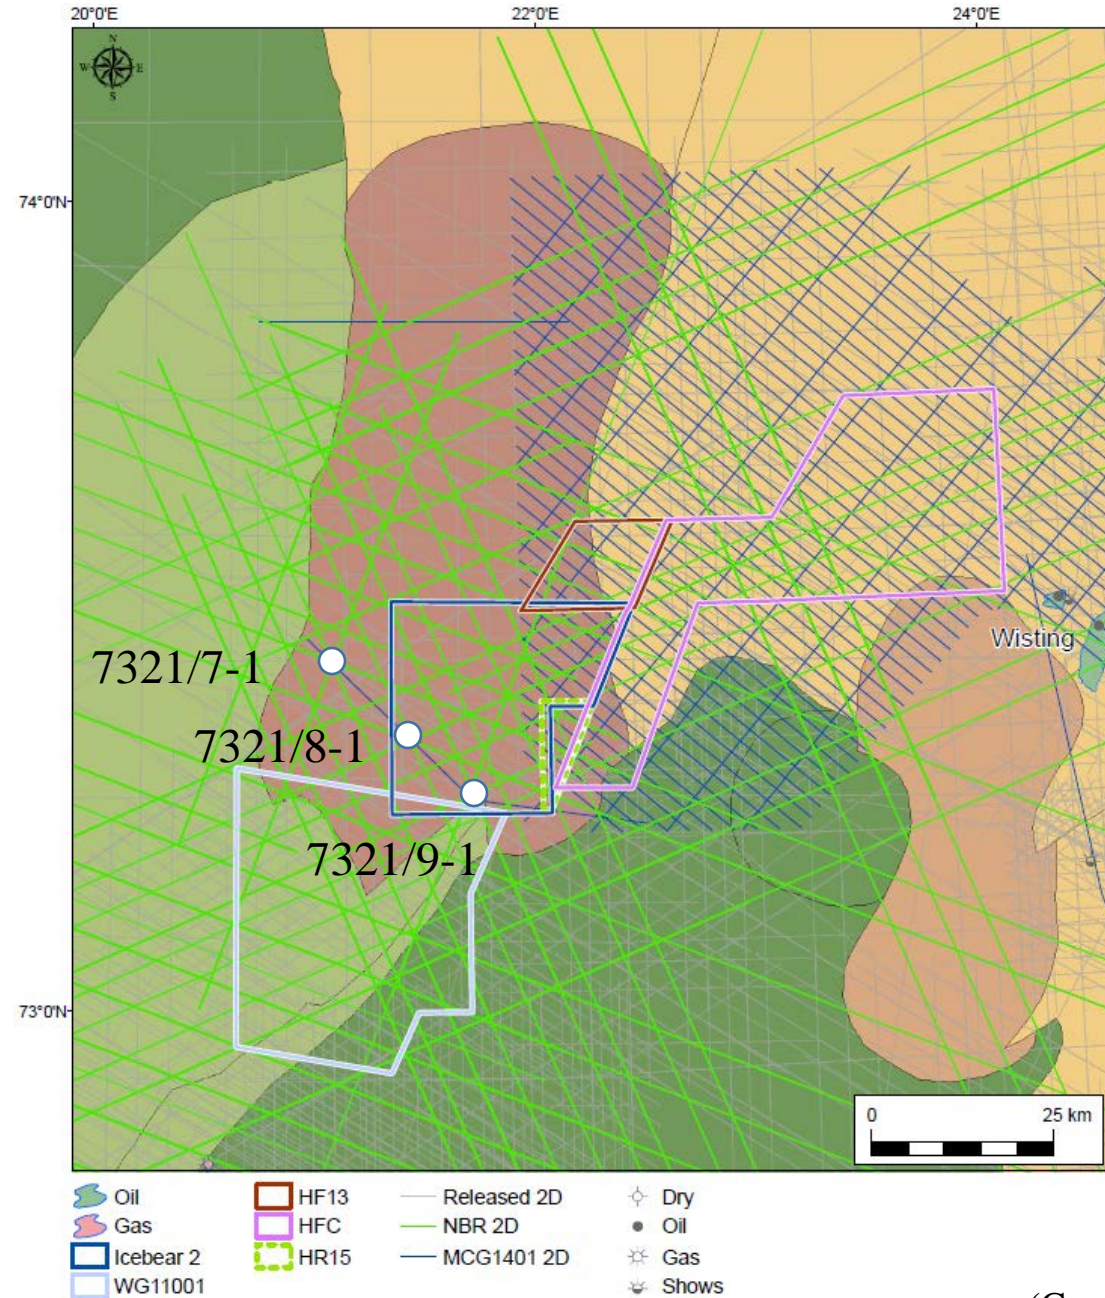 20°0'E 22°0'E 24°0'E
N
W E
S
74°0'N
Wisting
7321/7-1
7321/8-1
7321/9-1
73°0'N
0 25 km
Oil HF13 Released 2D Dry
Gas HFC NBR 2D Oil
Icebear 2 HR15 MCG1401 2D Gas
WG11001 Shows